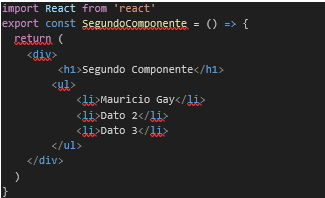 import React from 'react'
export const SegundoComponente = () => {
return (
<div>
<h1>Segundo Componente</h1>
<ul>
<li>Mauricio Gay</li>
<li>Dato 2</li>
<li>Dato 3</li>
</ul>
</div>
)
}